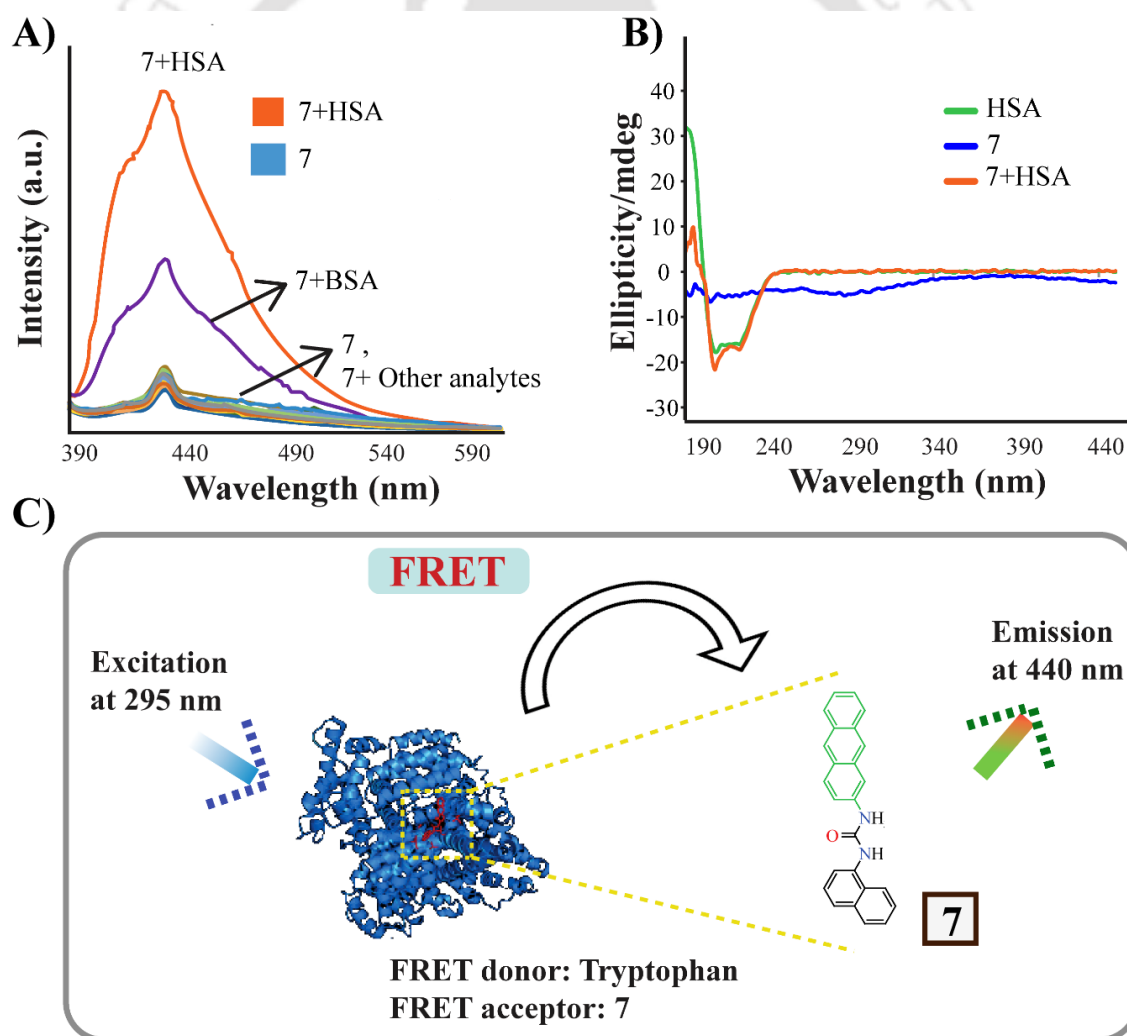 A)
7+HSA
7+HSA
7
7+BSA
7 ,
7+ Other analytes
Intensity (a.u.)
390 440 490 540 590
Wavelength (nm)
B)
HSA
7
7+HSA
Ellipticity/mdeg
40
30
20
10
0
-10
-20
-30
190 240 290 340 390 440
Wavelength (nm)
C)
FRET
Excitation
at 295 nm
Emission
at 440 nm
NH
O
NH
7
FRET donor: Tryptophan
FRET acceptor: 7